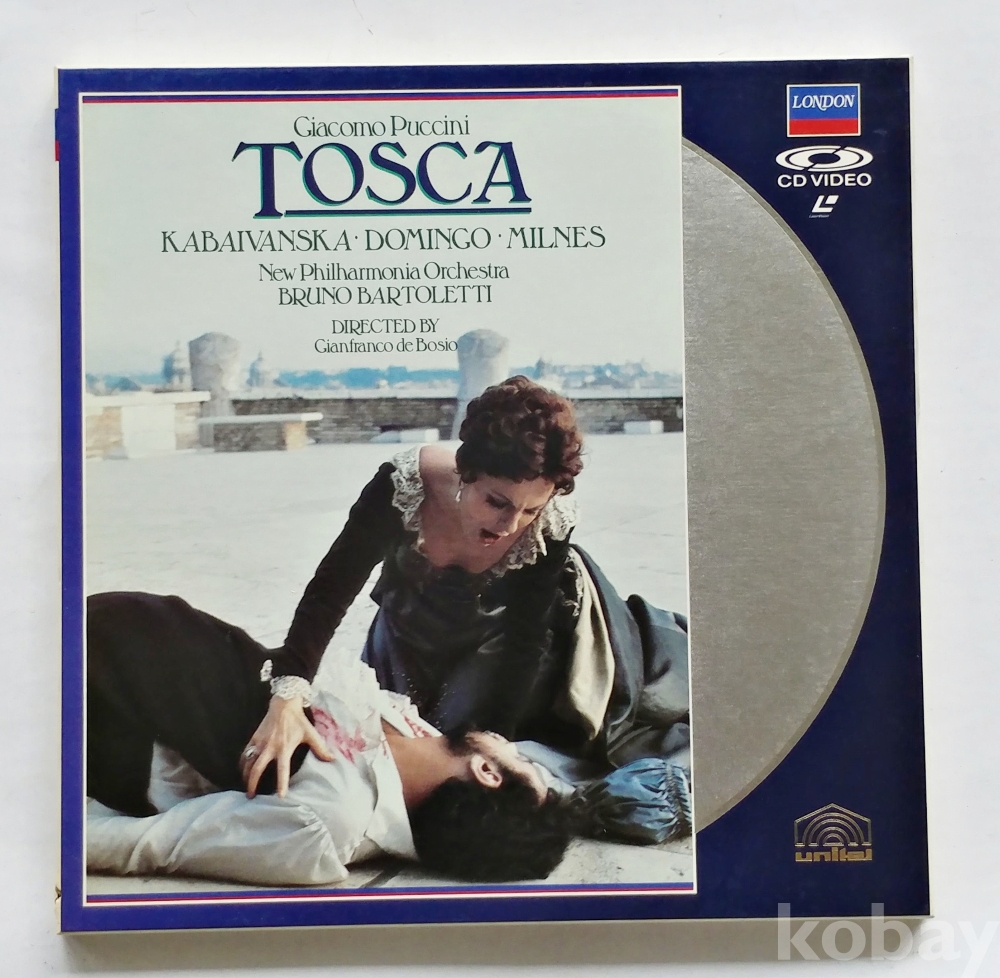 Giacomo Puccini
TOSCA
KABAIVANSKA · DOMINGO · MILNES
New Philharmonia Orchestra
BRUNO BARTOLETTI
DIRECTED BY
Gianfranco de Bosio
LONDON
CD VIDEO
LaserVision
unitel
kobay